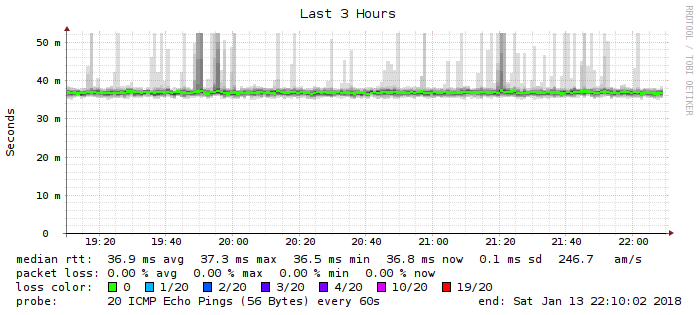 Last 3 Hours
RRDTOOL / TOBI OETIKER
Seconds
50 m
40 m
30 m
20 m
10 m
0
19:20 19:40 20:00 20:20 20:40 21:00 21:20 21:40 22:00
median rtt: 36.9 ms avg 37.3 ms max 36.5 ms min 36.8 ms now 0.1 ms sd 246.7 am/s
packet loss: 0.00 % avg 0.00 % max 0.00 % min 0.00 % now
loss color: 0 1/20 2/20 3/20 4/20 10/20 19/20
probe: 20 ICMP Echo Pings (56 Bytes) every 60s end: Sat Jan 13 22:10:02 2018